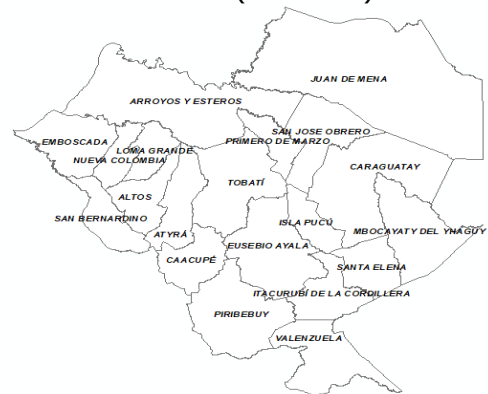 JUAN DE MENA
ARROYOS Y ESTEROS
SAN JOSE OBRERO
EMBOSCADA
PRIMERO DE MARZO
LOMA GRANDE
NUEVA COLOMBIA
CARAGUATAY
TOBATÍ
ALTOS
SAN BERNARDINO
ISLA PUCÚ
MBOCAYATY DEL YHAGUY
ATYRÁ
EUSEBIO AYALA
CAACUPÉ
SANTA ELENA
ITACURUBÍ DE LA CORDILLERA
PIRIBEBUY
VALENZUELA